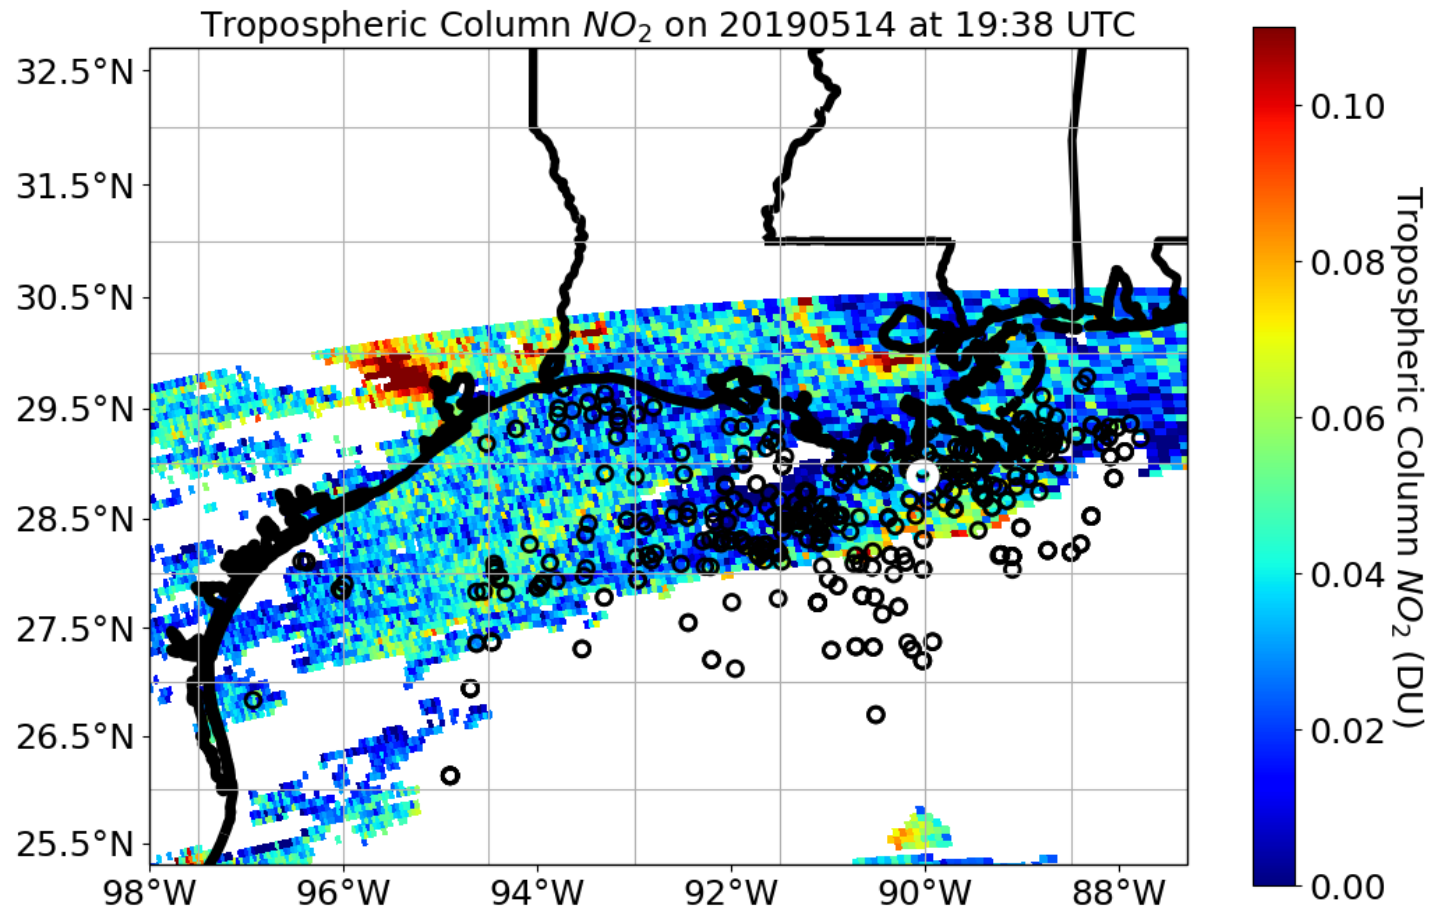 Tropospheric Column NO₂ on 20190514 at 19:38 UTC
32.5°N
31.5°N
30.5°N
29.5°N
28.5°N
27.5°N
26.5°N
25.5°N
98°W
96°W
94°W
92°W
90°W
88°W
0.10
0.08
0.06
0.04
0.02
0.00
Tropospheric Column NO₂ (DU)